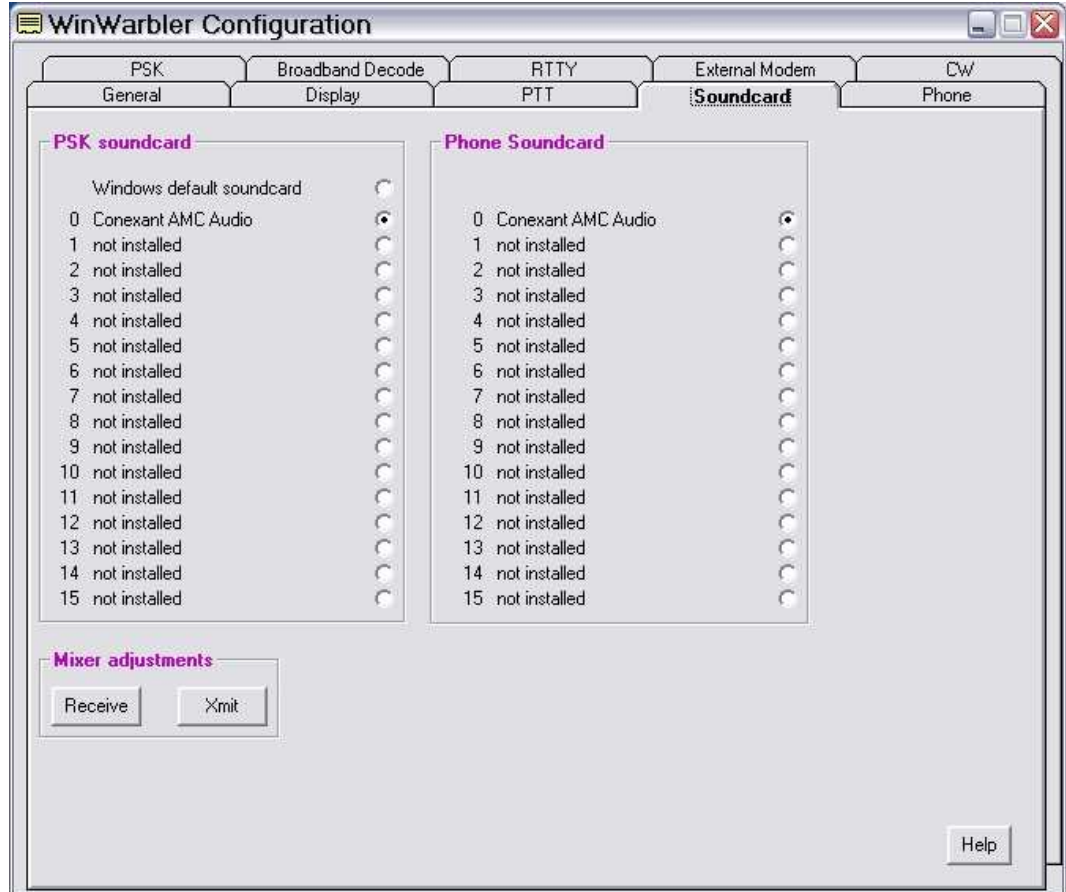 WinWarbler Configuration
PSK Broadband Decode RTTY External Modem CW
General Display PTT Soundcard Phone
PSK soundcard
Windows default soundcard
0 Conexant AMC Audio
1 not installed
2 not installed
3 not installed
4 not installed
5 not installed
6 not installed
7 not installed
8 not installed
9 not installed
10 not installed
11 not installed
12 not installed
13 not installed
14 not installed
15 not installed
Phone Soundcard
0 Conexant AMC Audio
1 not installed
2 not installed
3 not installed
4 not installed
5 not installed
6 not installed
7 not installed
8 not installed
9 not installed
10 not installed
11 not installed
12 not installed
13 not installed
14 not installed
15 not installed
Mixer adjustments
Receive Xmit
Help